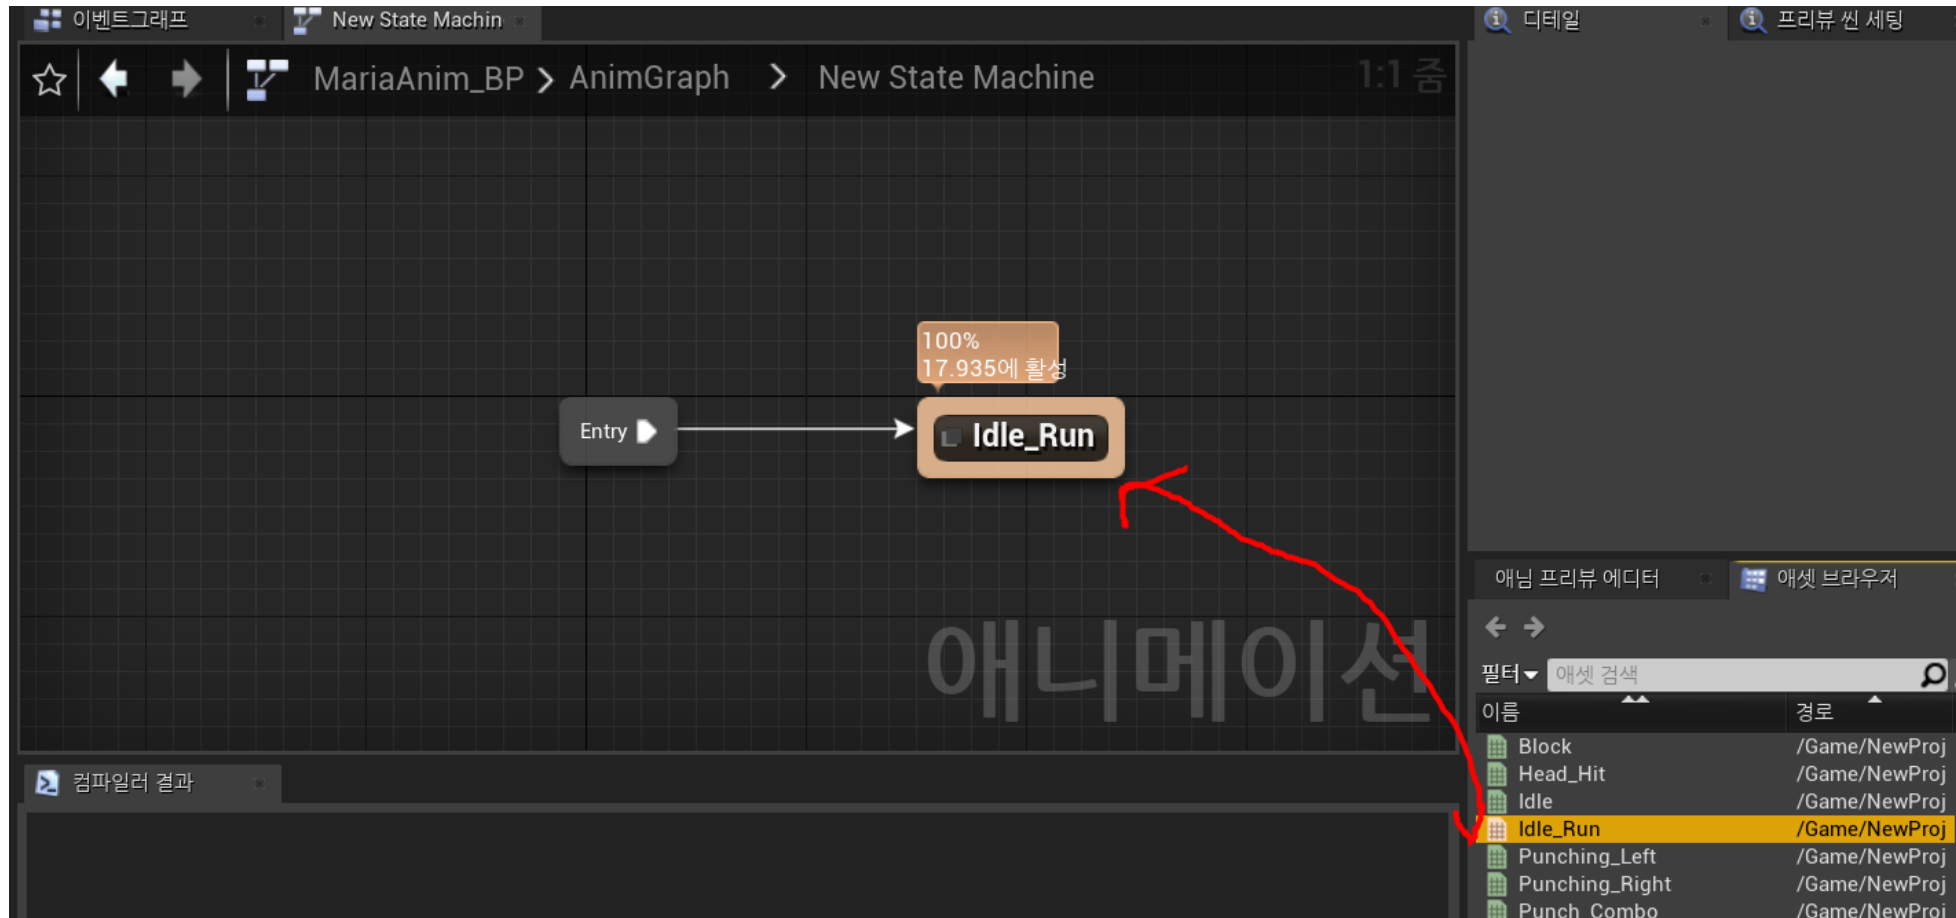 이벤트그래프
New State Machin
디테일
프리뷰 씬 세팅
MariaAnim_BP > AnimGraph > New State Machine
1:1 줌
100%
17.935에 활성
Entry
Idle_Run
애니메이션
애님 프리뷰 에디터
애셋 브라우저
필터
애셋 검색
이름 경로
Block /Game/NewProj
Head_Hit /Game/NewProj
Idle /Game/NewProj
Idle_Run /Game/NewProj
Punching_Left /Game/NewProj
Punching_Right /Game/NewProj
Punch_Combo /Game/NewProj
컴파일러 결과